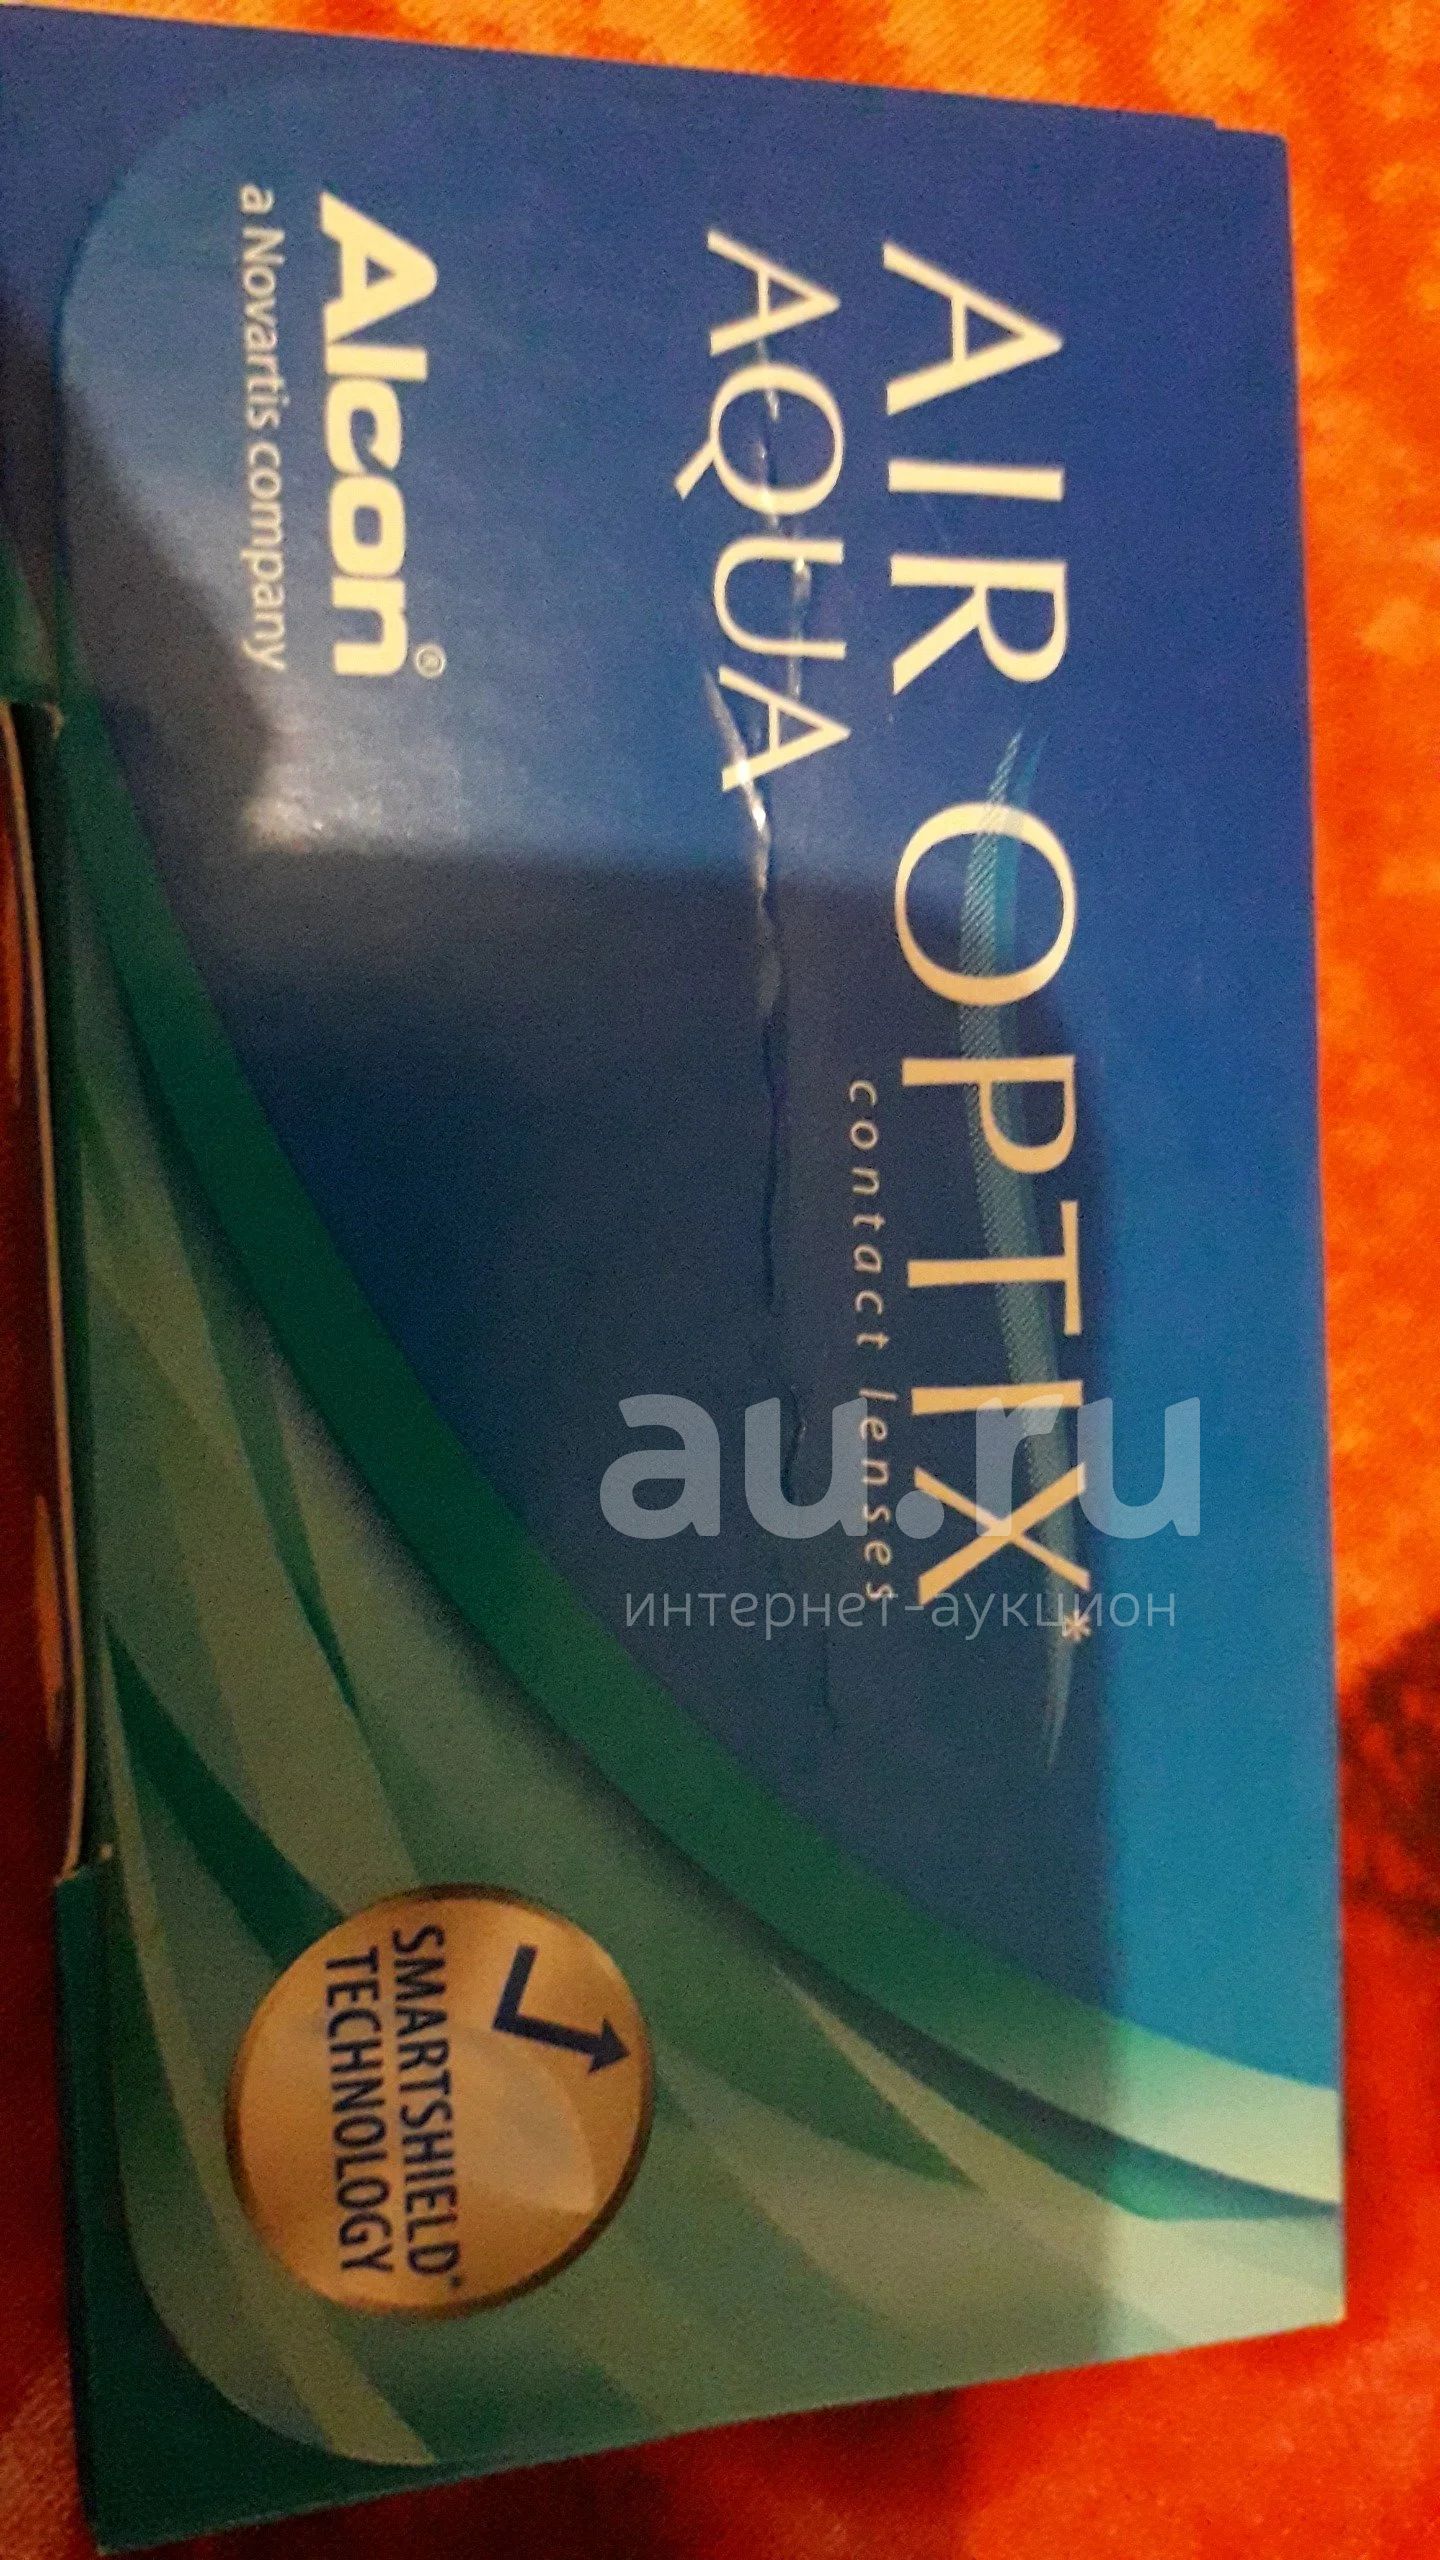 AIR OPTIX*
AQUA
contact lenses
Alcon®
a Novartis company
SMARTSHIELD*
TECHNOLOGY
au.ru
интернет-аукцион